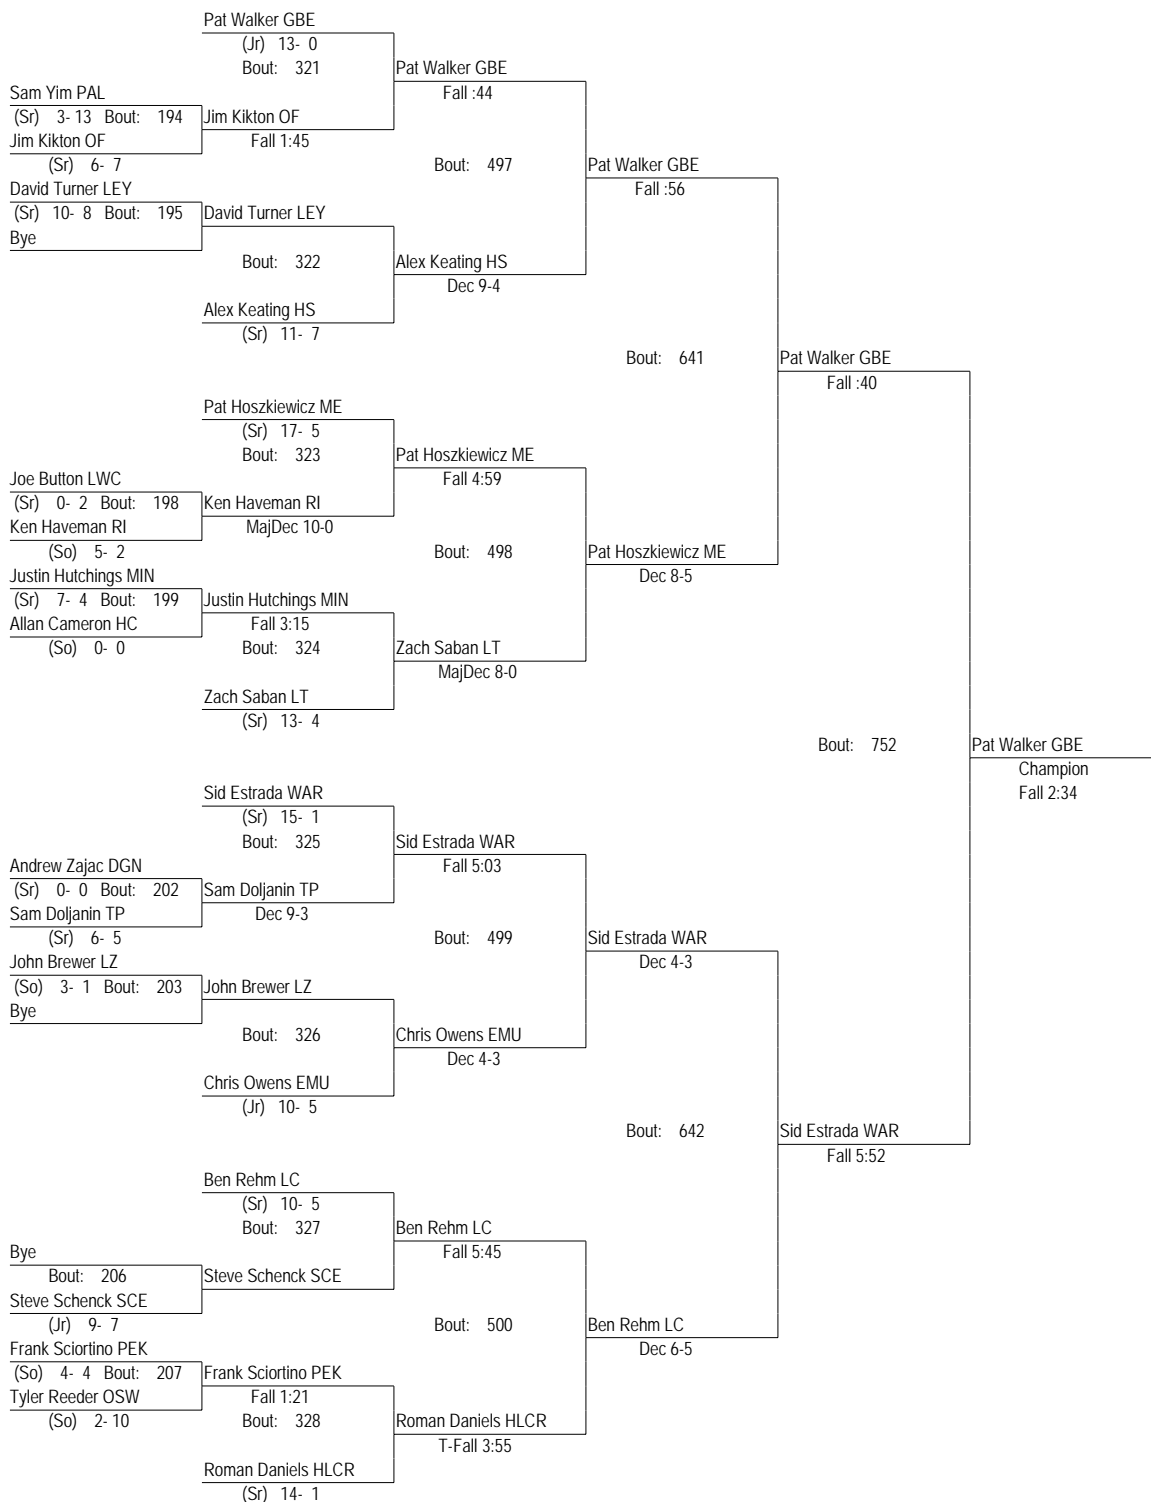 Pat Walker GBE
(Jr) 13- 0
Bout: 321
Pat Walker GBE
Fall :44
Sam Yim PAL
(Sr) 3- 13 Bout: 194
Jim Kikton OF
Jim Kikton OF
Fall 1:45
(Sr) 6- 7
Bout: 497
Pat Walker GBE
Fall :56
David Turner LEY
(Sr) 10- 8 Bout: 195
David Turner LEY
Bye
Bout: 322
Alex Keating HS
Dec 9-4
Alex Keating HS
(Sr) 11- 7
Bout: 641
Pat Walker GBE
Fall :40
Pat Hoszkiewicz ME
(Sr) 17- 5
Bout: 323
Pat Hoszkiewicz ME
Fall 4:59
Joe Button LWC
(Sr) 0- 2 Bout: 198
Ken Haveman RI
Ken Haveman RI
MajDec 10-0
(So) 5- 2
Bout: 498
Pat Hoszkiewicz ME
Dec 8-5
Justin Hutchings MIN
(Sr) 7- 4 Bout: 199
Justin Hutchings MIN
Allan Cameron HC
Fall 3:15
(So) 0- 0
Bout: 324
Zach Saban LT
MajDec 8-0
Zach Saban LT
(Sr) 13- 4
Bout: 752
Pat Walker GBE
Champion
Fall 2:34
Sid Estrada WAR
(Sr) 15- 1
Bout: 325
Sid Estrada WAR
Fall 5:03
Andrew Zajac DGN
(Sr) 0- 0 Bout: 202
Sam Doljanin TP
Sam Doljanin TP
Dec 9-3
(Sr) 6- 5
Bout: 499
Sid Estrada WAR
Dec 4-3
John Brewer LZ
(So) 3- 1 Bout: 203
John Brewer LZ
Bye
Bout: 326
Chris Owens EMU
Dec 4-3
Chris Owens EMU
(Jr) 10- 5
Bout: 642
Sid Estrada WAR
Fall 5:52
Ben Rehm LC
(Sr) 10- 5
Bout: 327
Ben Rehm LC
Fall 5:45
Bye
Bout: 206
Steve Schenck SCE
Steve Schenck SCE
(Jr) 9- 7
Bout: 500
Ben Rehm LC
Dec 6-5
Frank Sciortino PEK
(So) 4- 4 Bout: 207
Frank Sciortino PEK
Tyler Reeder OSW
Fall 1:21
(So) 2- 10
Bout: 328
Roman Daniels HLCR
T-Fall 3:55
Roman Daniels HLCR
(Sr) 14- 1